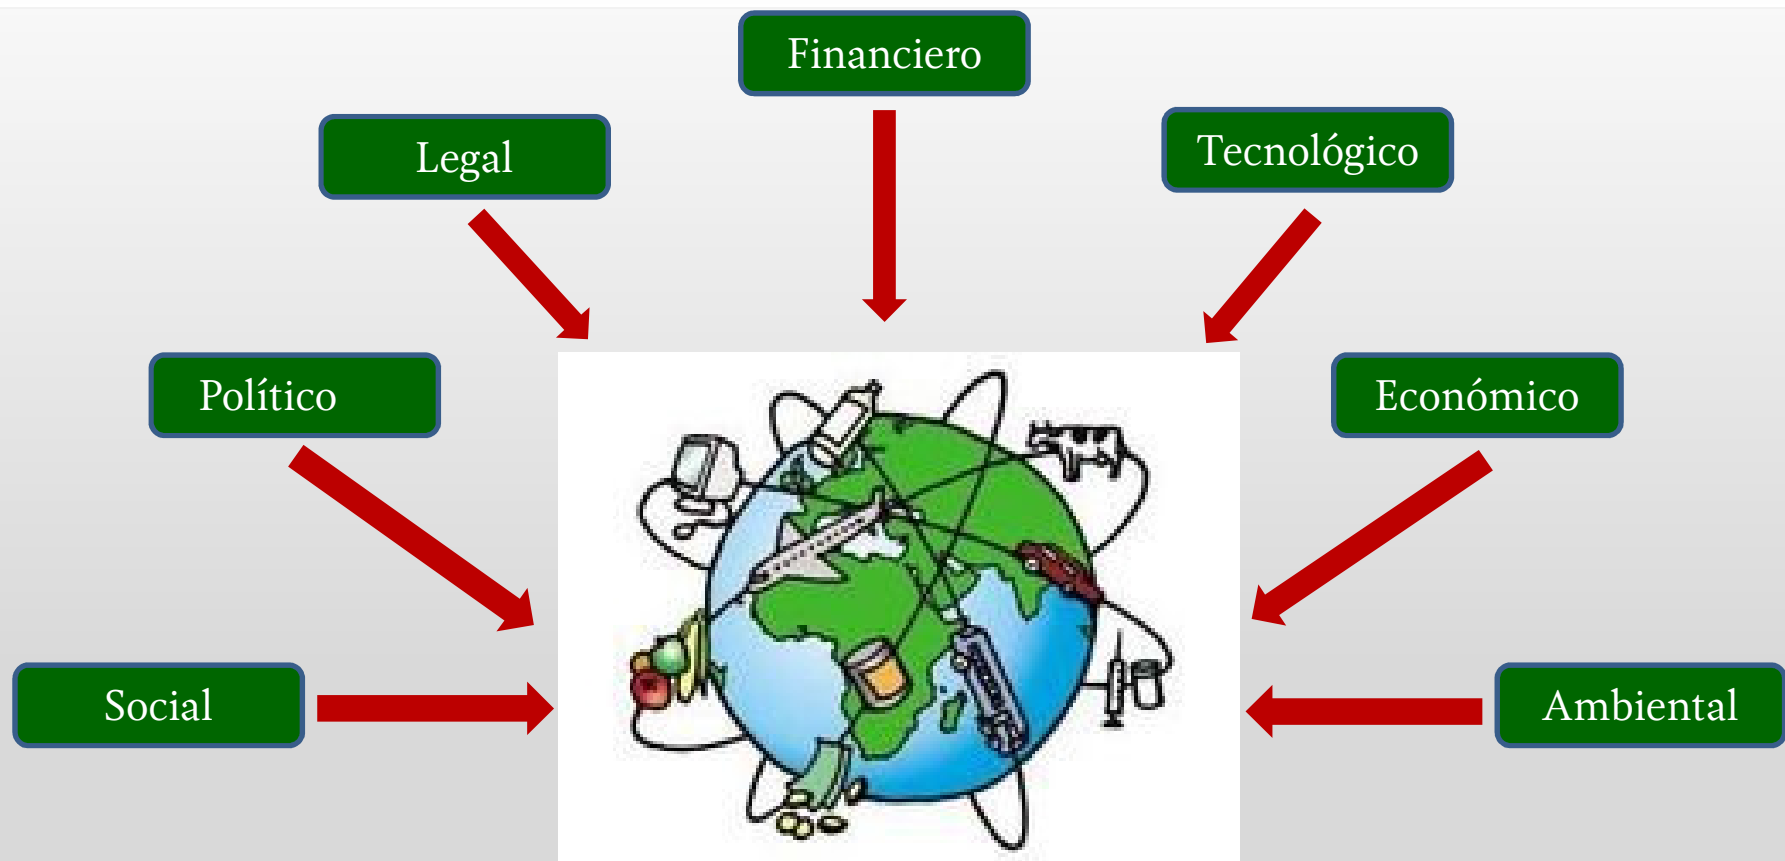 Financiero
Legal
Tecnológico
Político
Económico
Social
Ambiental